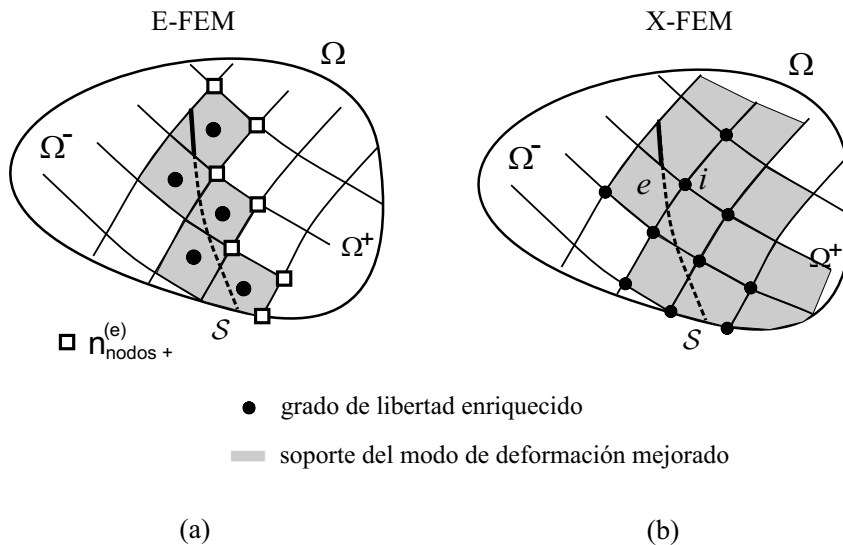 E-FEM
X-FEM
Ω
Ω
Ω⁻
Ω⁻
e
i
Ω⁺
Ω⁺
S
S
n nodos + (e)
grado de libertad enriquecido
soporte del modo de deformación mejorado
(a)
(b)